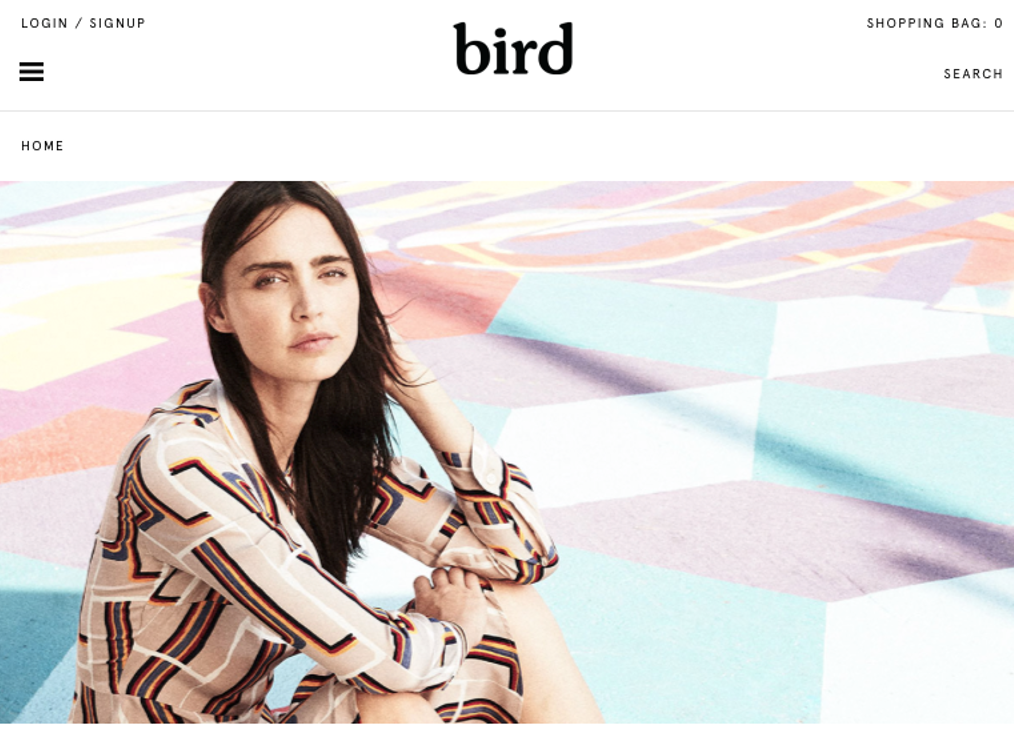 LOGIN / SIGNUP
bird
SHOPPING BAG: 0
SEARCH
HOME